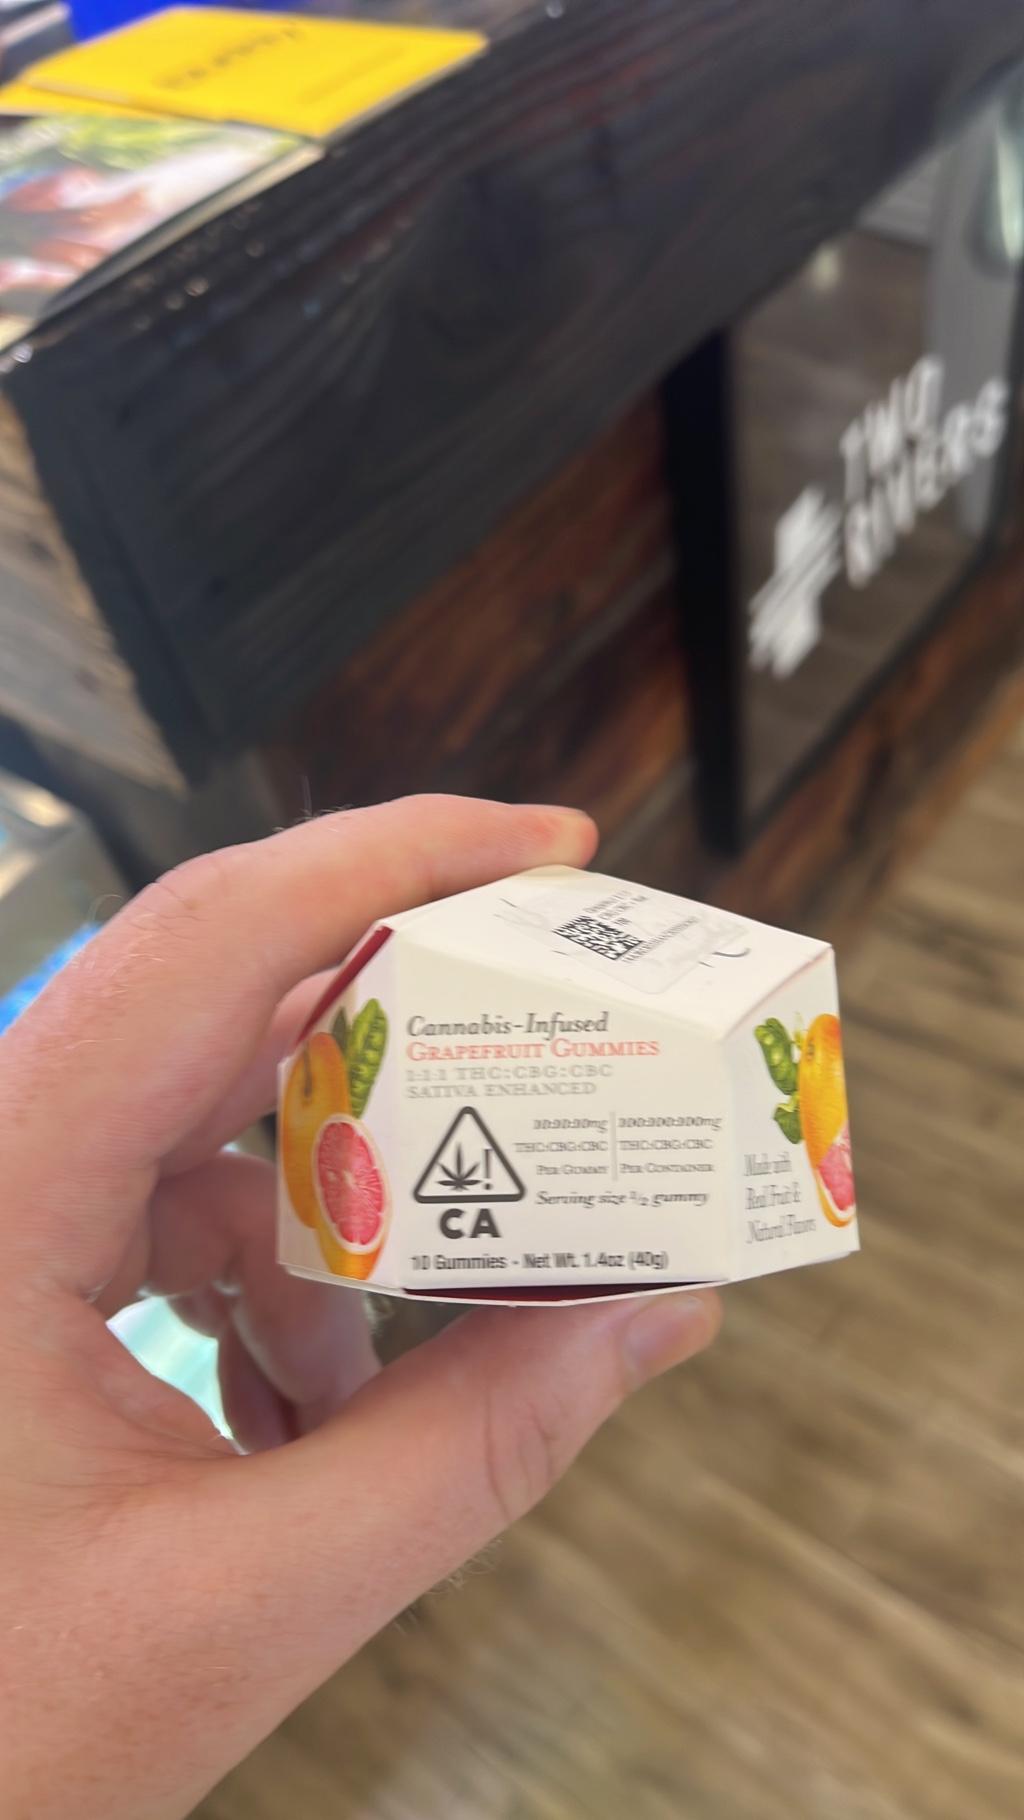 TWO
RIVERS
Cannabis-Infused
GRAPEFRUIT GUMMIES
1:1:1 THC:CBG:CBC
SATIVA ENHANCED
10:10:10mg
THC:CBG:CBC
PER GUMMY
100:100:100mg
THC:CBG:CBC
PER CONTAINER
Serving size 1/2 gummy
CA
10 Gummies - Net Wt. 1.4oz (40g)
Made with
Real Fruit &
Natural Flavors